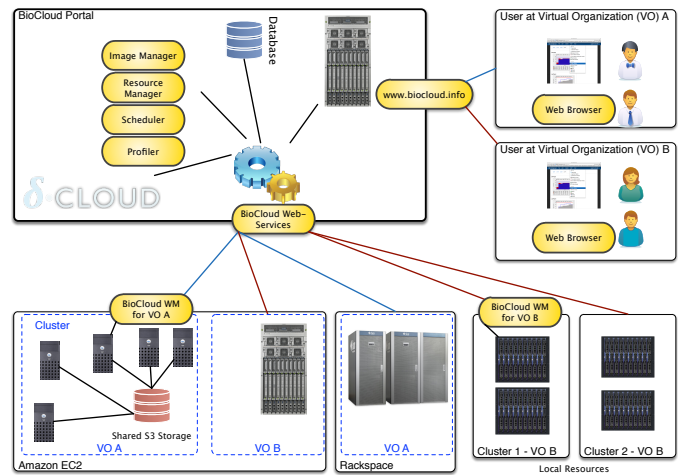 BioCloud Portal
Image Manager
Resource
Manager
Scheduler
Profiler
Database
www.biocloud.info
δ-CLOUD
BioCloud Web-
Services
User at Virtual Organization (VO) A
Web Browser
User at Virtual Organization (VO) B
Web Browser
BioCloud WM
for VO A
Cluster
Shared S3 Storage
VO A
VO B
Amazon EC2
VO A
Rackspace
BioCloud WM
for VO B
Cluster 1 - VO B
Cluster 2 - VO B
Local Resources